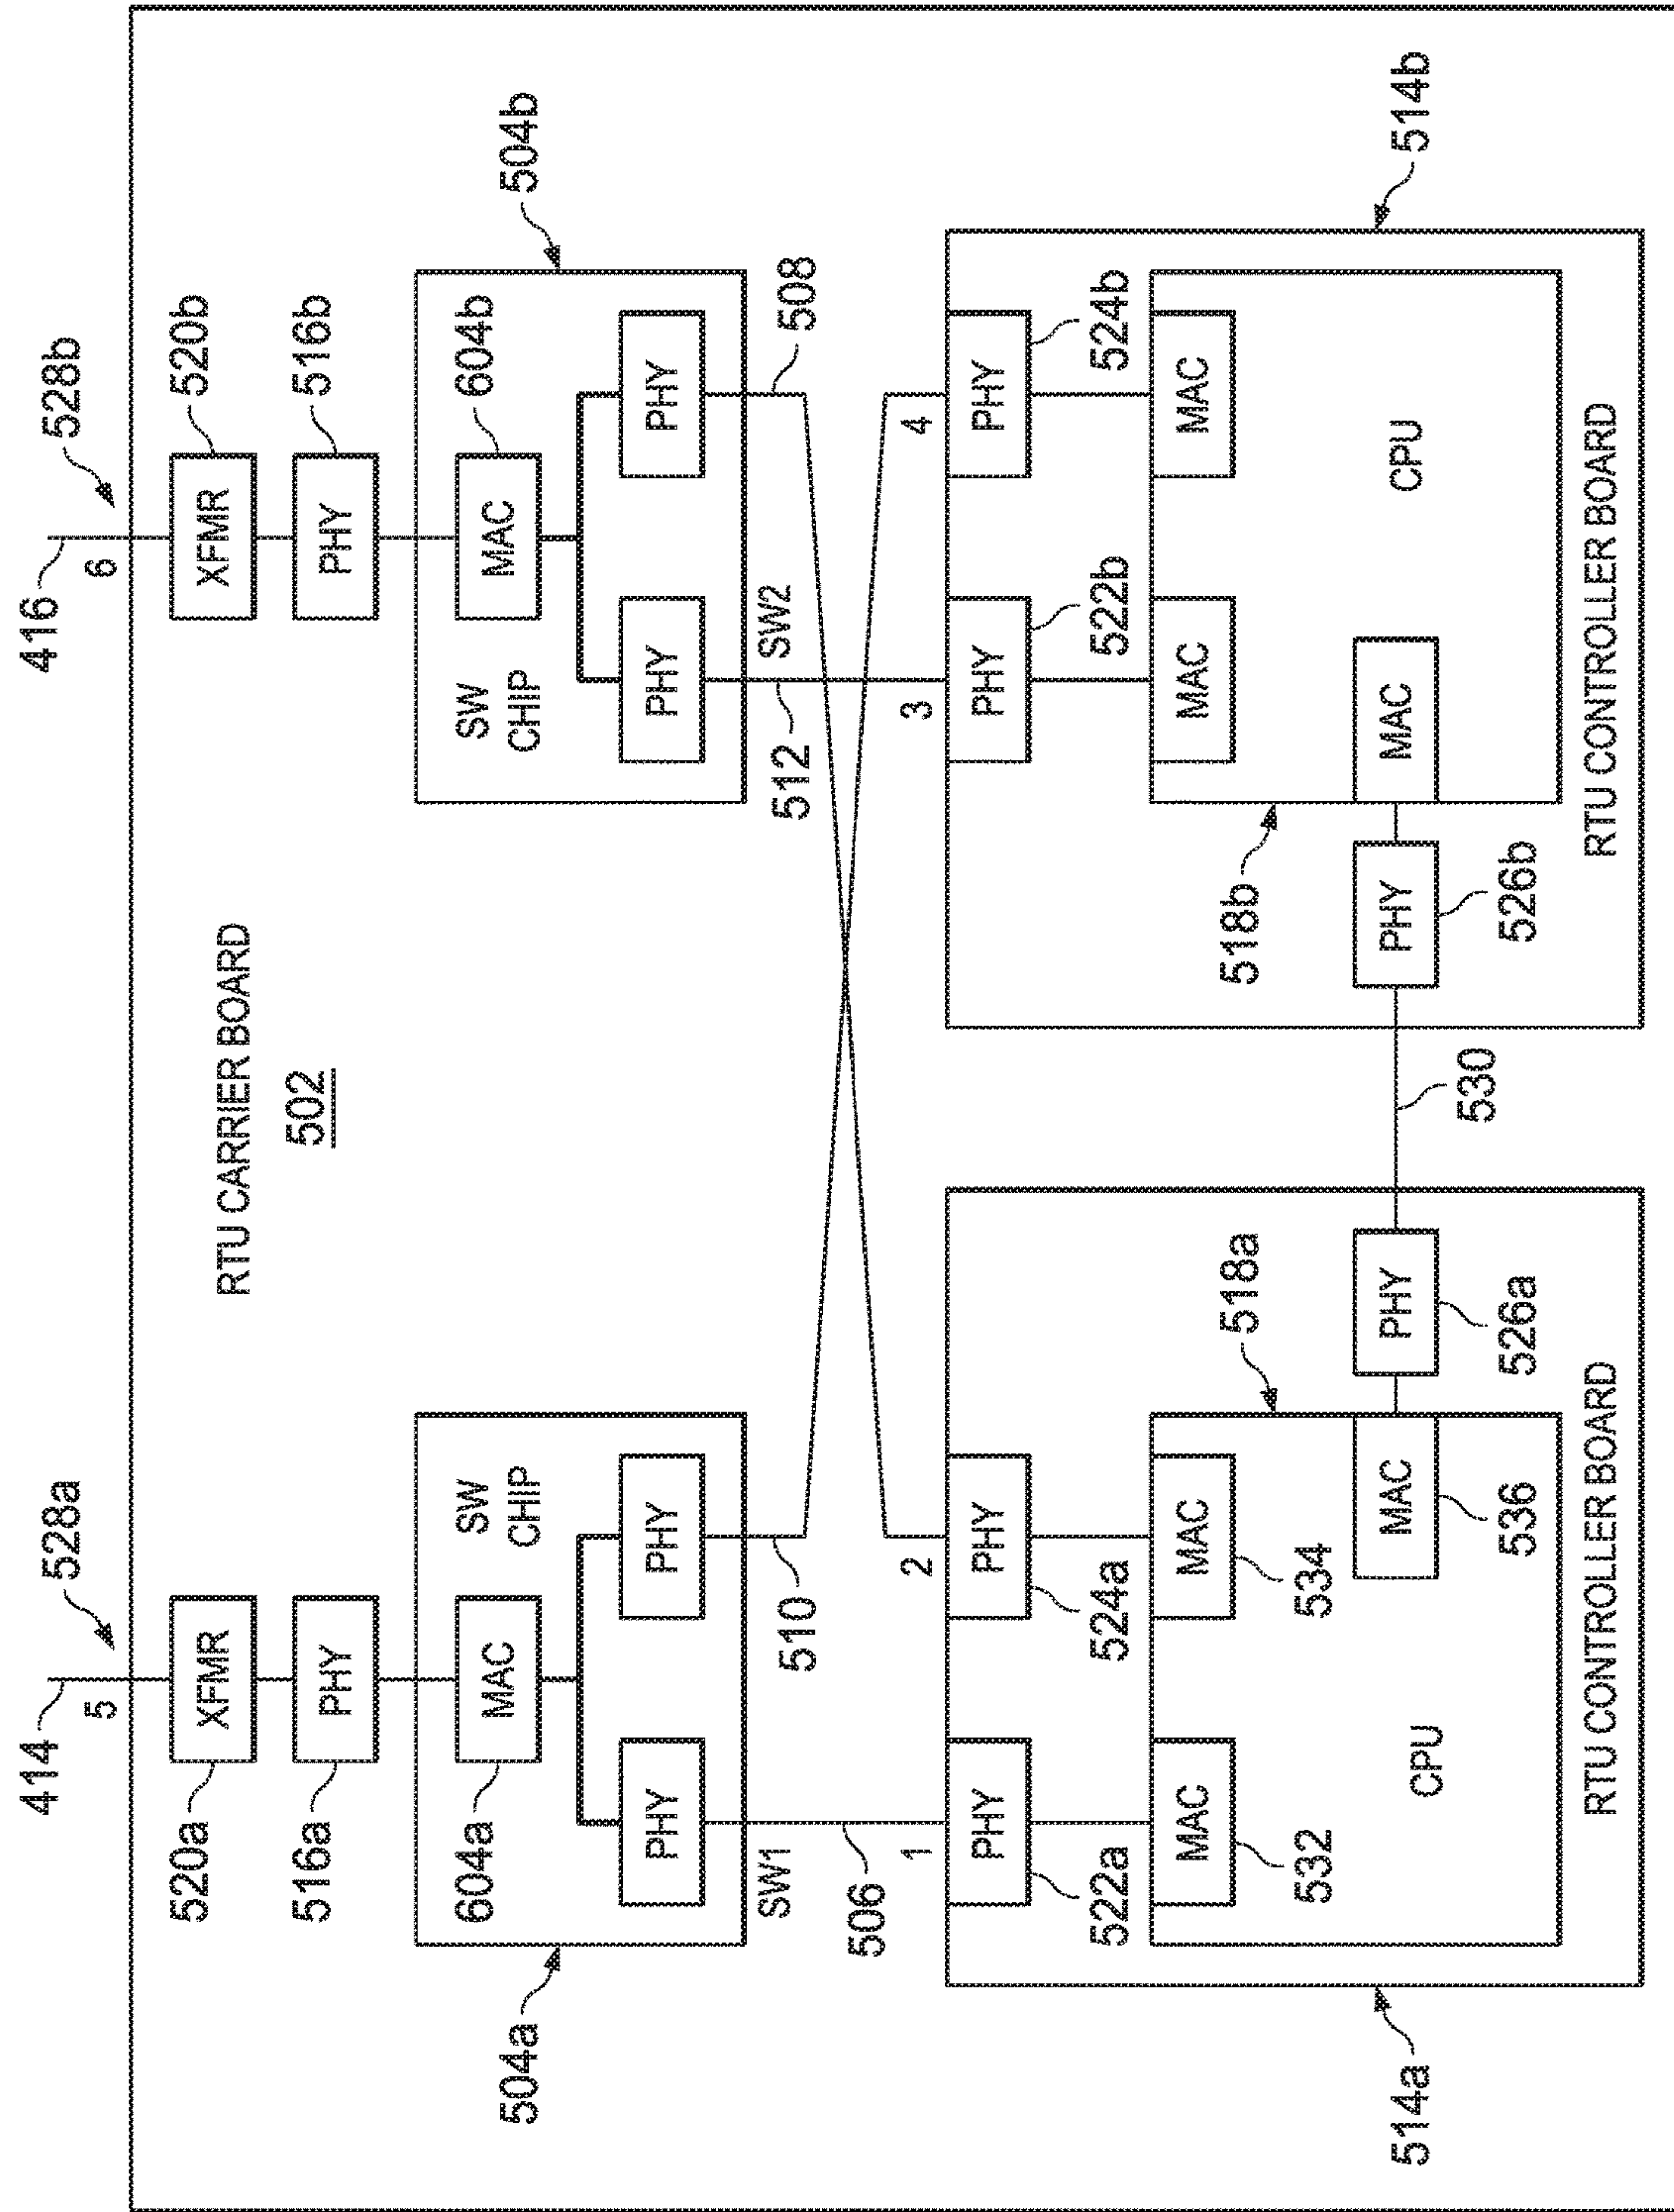 414
528a
416
528b
5
6
520a
XFMR
RTU CARRIER BOARD
XFMR
520b
516a
PHY
502
PHY
516b
604a
MAC
SW
CHIP
SW
CHIP
MAC
604b
504a
PHY
PHY
PHY
PHY
504b
SW1
510
512
SW2
508
506
1
2
3
4
PHY
PHY
PHY
PHY
522a
524a
522b
524b
MAC
MAC
518a
518b
MAC
MAC
532
534
514a
CPU
MAC
PHY
PHY
MAC
CPU
514b
536
526a
530
526b
RTU CONTROLLER BOARD
RTU CONTROLLER BOARD